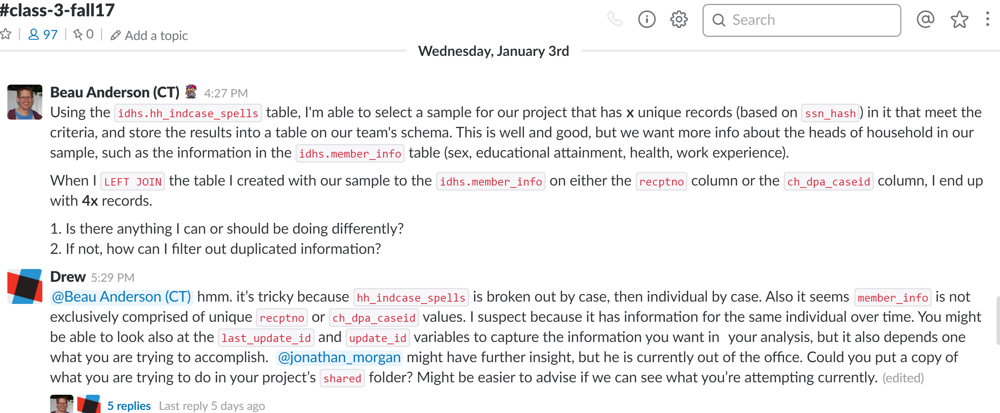 #class-3-fall17
97 | 0 | Add a topic
Search
Wednesday, January 3rd
Beau Anderson (CT) 4:27 PM
Using the idhs.hh_indcase_spells table, I'm able to select a sample for our project that has x unique records (based on ssn_hash) in it that meet the
criteria, and store the results into a table on our team's schema. This is well and good, but we want more info about the heads of household in our
sample, such as the information in the idhs.member_info table (sex, educational attainment, health, work experience).
When I LEFT JOIN the table I created with our sample to the idhs.member_info on either the recptno column or the ch_dpa_caseid column, I end up
with 4x records.
1. Is there anything I can or should be doing differently?
2. If not, how can I filter out duplicated information?
Drew 5:29 PM
@Beau Anderson (CT) hmm. it’s tricky because hh_indcase_spells is broken out by case, then individual by case. Also it seems member_info is not
exclusively comprised of unique recptno or ch_dpa_caseid values. I suspect because it has information for the same individual over time. You might
be able to look also at the last_update_id and update_id variables to capture the information you want in your analysis, but it also depends one
what you are trying to accomplish. @jonathan_morgan might have further insight, but he is currently out of the office. Could you put a copy of
what you are trying to do in your project’s shared folder? Might be easier to advise if we can see what you’re attempting currently. (edited)
5 replies Last reply 5 days ago